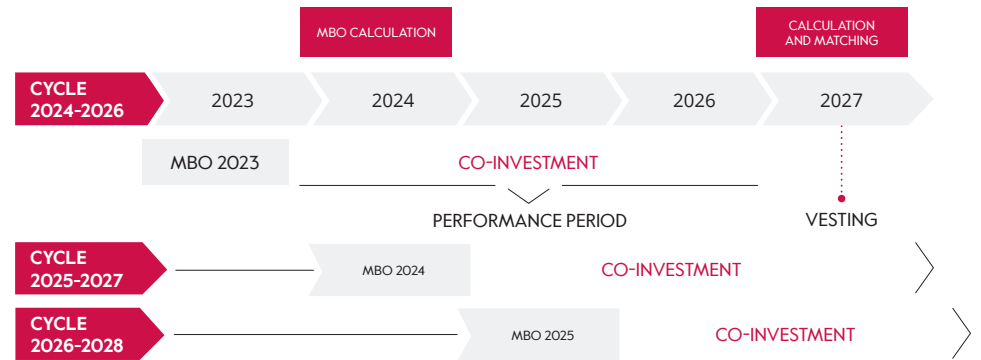 MBO CALCULATION
CALCULATION
AND MATCHING
CYCLE
2024-2026
2023
2024
2025
2026
2027
MBO 2023
CO-INVESTMENT
PERFORMANCE PERIOD
VESTING
CYCLE
2025-2027
MBO 2024
CO-INVESTMENT
CYCLE
2026-2028
MBO 2025
CO-INVESTMENT